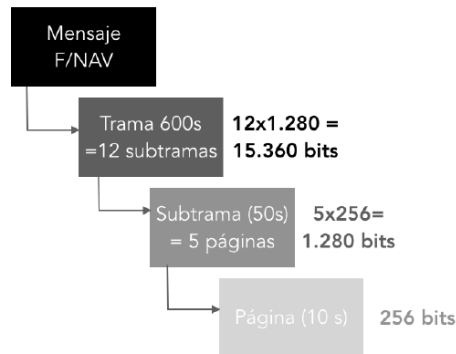 Mensaje
F/NAV
Trama 600s
=12 subtramas
12x1.280 =
15.360 bits
Subtrama (50s)
= 5 páginas
5x256=
1.280 bits
Página (10 s)
256 bits